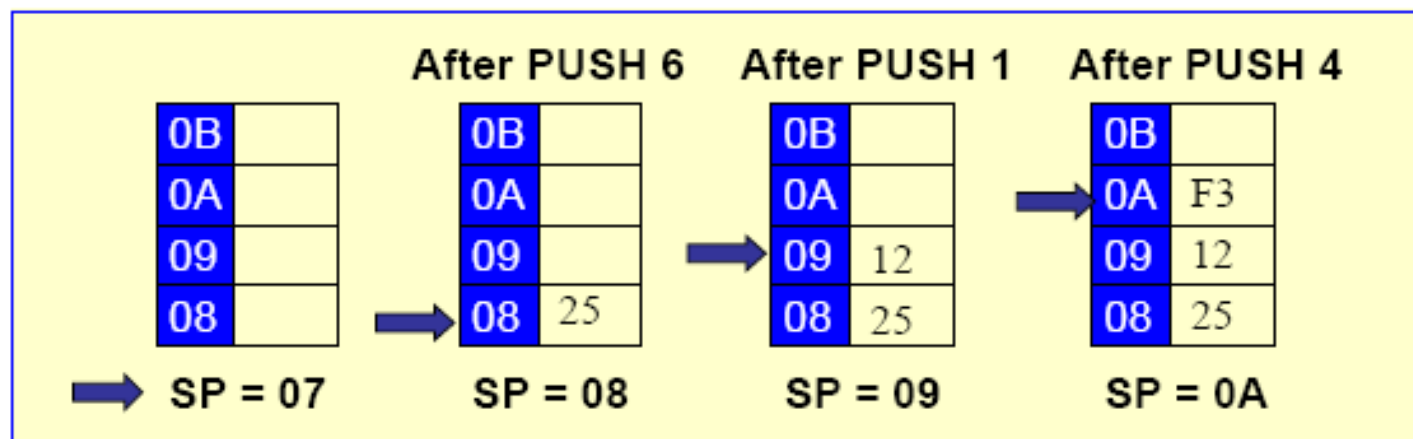 After PUSH 6 After PUSH 1 After PUSH 4
0B 0B 0B 0B
0A 0A 0A 0A F3
09 09 09 12 09 12
08 08 25 08 25 08 25
SP = 07 SP = 08 SP = 09 SP = 0A